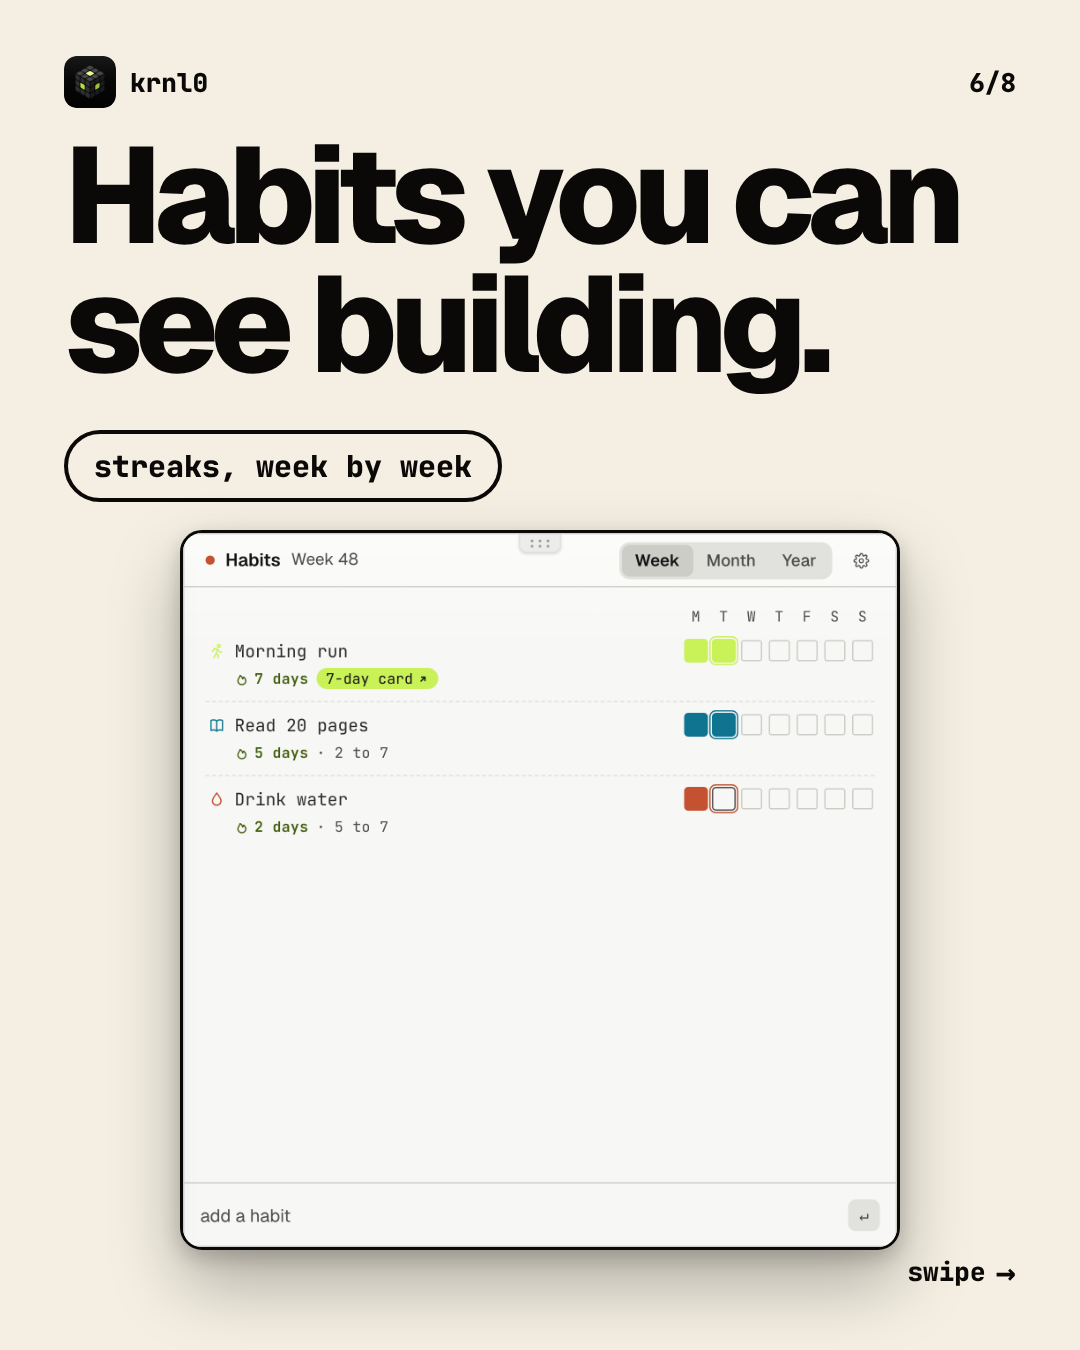 krnl0
6/8
Habits you can
see building.
streaks, week by week
Habits Week 48
Week Month Year
M T W T F S S
Morning run
7 days 7-day card ↗
Read 20 pages
5 days · 2 to 7
Drink water
2 days · 5 to 7
add a habit
↵
swipe →